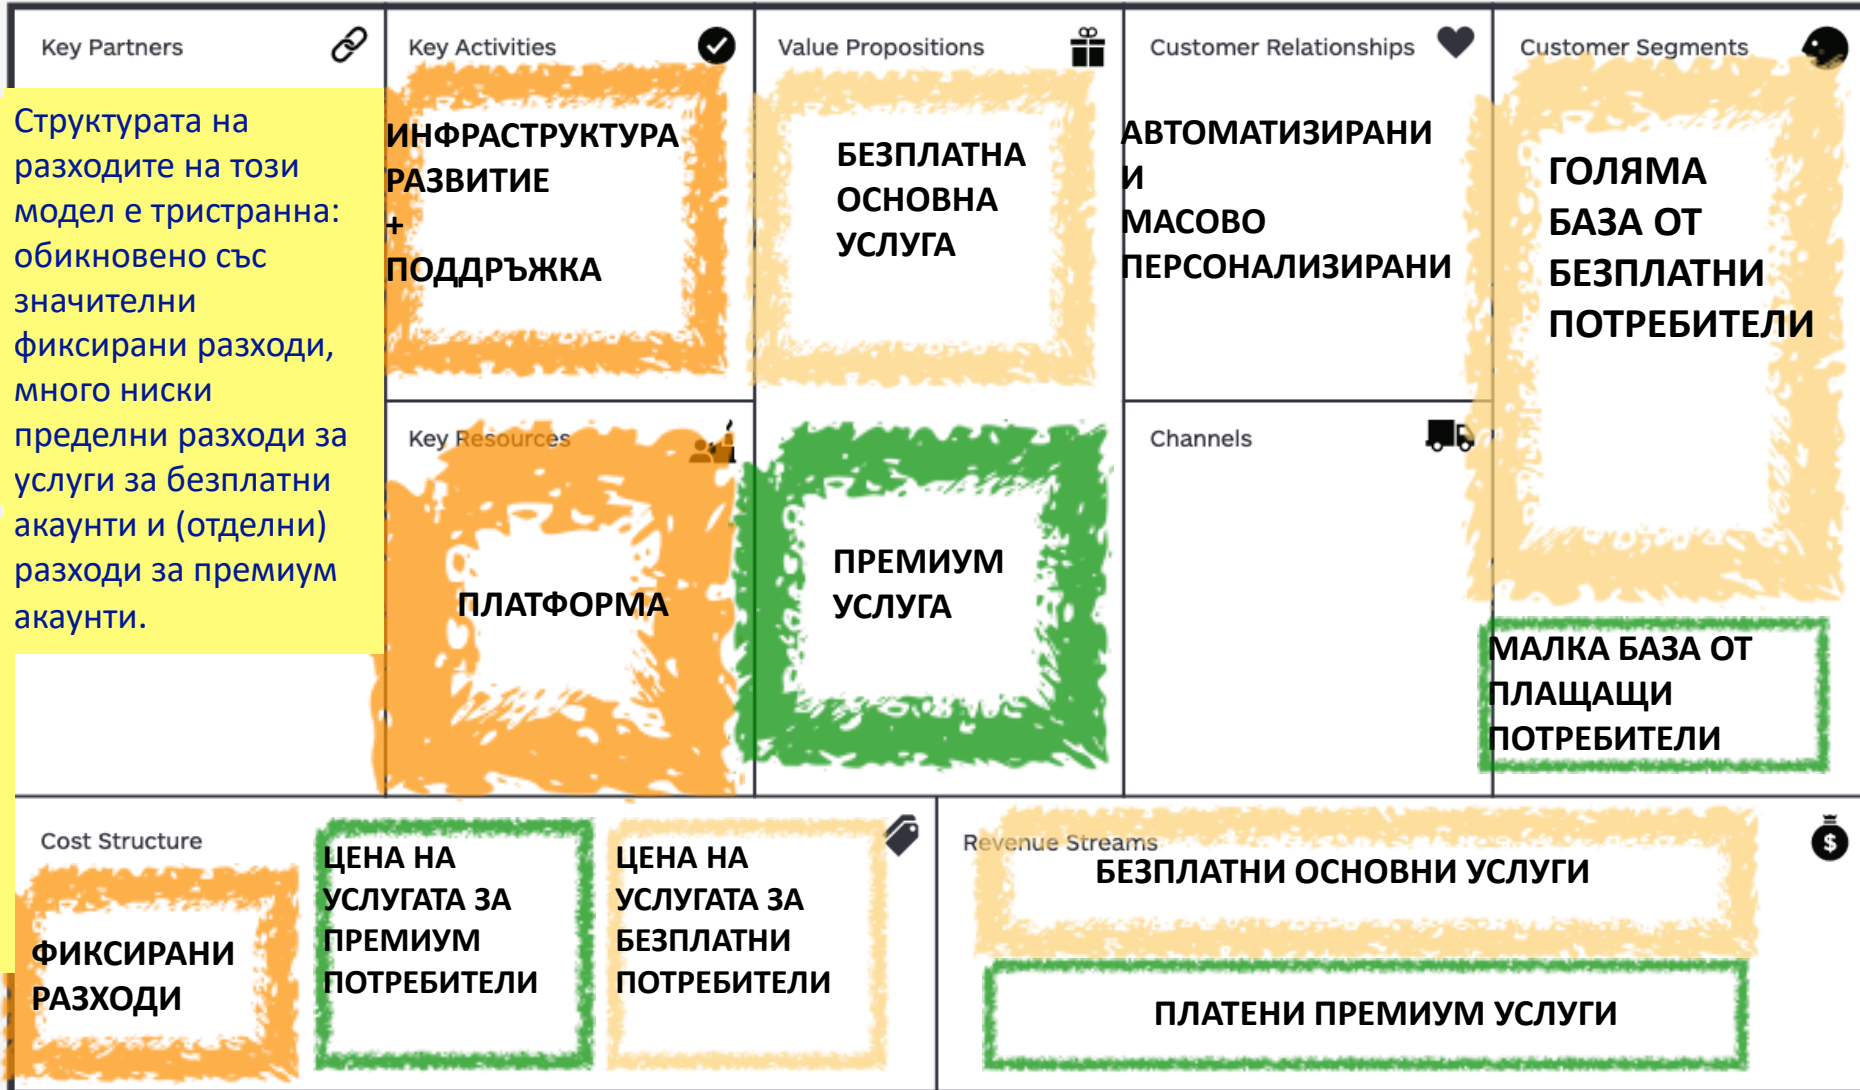 Key Partners
Структурата на
разходите на този
модел е тристранна:
обикновено със
значителни
фиксирани разходи,
много ниски
пределни разходи за
услуги за безплатни
акаунти и (отделни)
разходи за премиум
акаунти.
Key Activities
ИНФРАСТРУКТУРА
РАЗВИТИЕ
+
ПОДДРЪЖКА
Key Resources
ПЛАТФОРМА
Value Propositions
БЕЗПЛАТНА
ОСНОВНА
УСЛУГА
ПРЕМИУМ
УСЛУГА
Customer Relationships
АВТОМАТИЗИРАНИ
И
МАСОВО
ПЕРСОНАЛИЗИРАНИ
Channels
Customer Segments
ГОЛЯМА
БАЗА ОТ
БЕЗПЛАТНИ
ПОТРЕБИТЕЛИ
МАЛКА БАЗА ОТ
ПЛАЩАЩИ
ПОТРЕБИТЕЛИ
Cost Structure
ФИКСИРАНИ
РАЗХОДИ
ЦЕНА НА
УСЛУГАТА ЗА
ПРЕМИУМ
ПОТРЕБИТЕЛИ
ЦЕНА НА
УСЛУГАТА ЗА
БЕЗПЛАТНИ
ПОТРЕБИТЕЛИ
Revenue Streams
$
БЕЗПЛАТНИ ОСНОВНИ УСЛУГИ
ПЛАТЕНИ ПРЕМИУМ УСЛУГИ